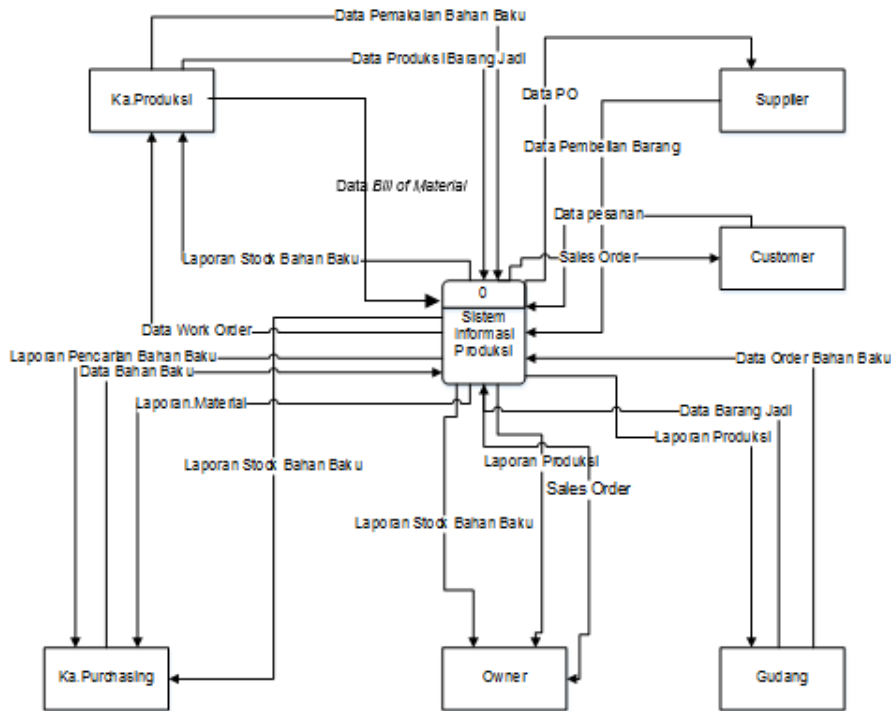 Data Pemakaian Bahan Baku
Data Produksi Barang Jadi
Ka.Produksi
Data PO
Supplier
Data Pembelian Barang
Data Bill of Material
Data pesanan
Laporan Stock Bahan Baku
Sales Order
Customer
0
Sistem
Informasi
Produksi
Data Work Order
Laporan Pencarian Bahan Baku
Data Bahan Baku
Data Order Bahan Baku
Laporan.Material
Data Barang Jadi
Laporan Produksi
Laporan Stock Bahan Baku
Laporan Produksi
Sales Order
Laporan Stock Bahan Baku
Ka.Purchasing
Owner
Gudang